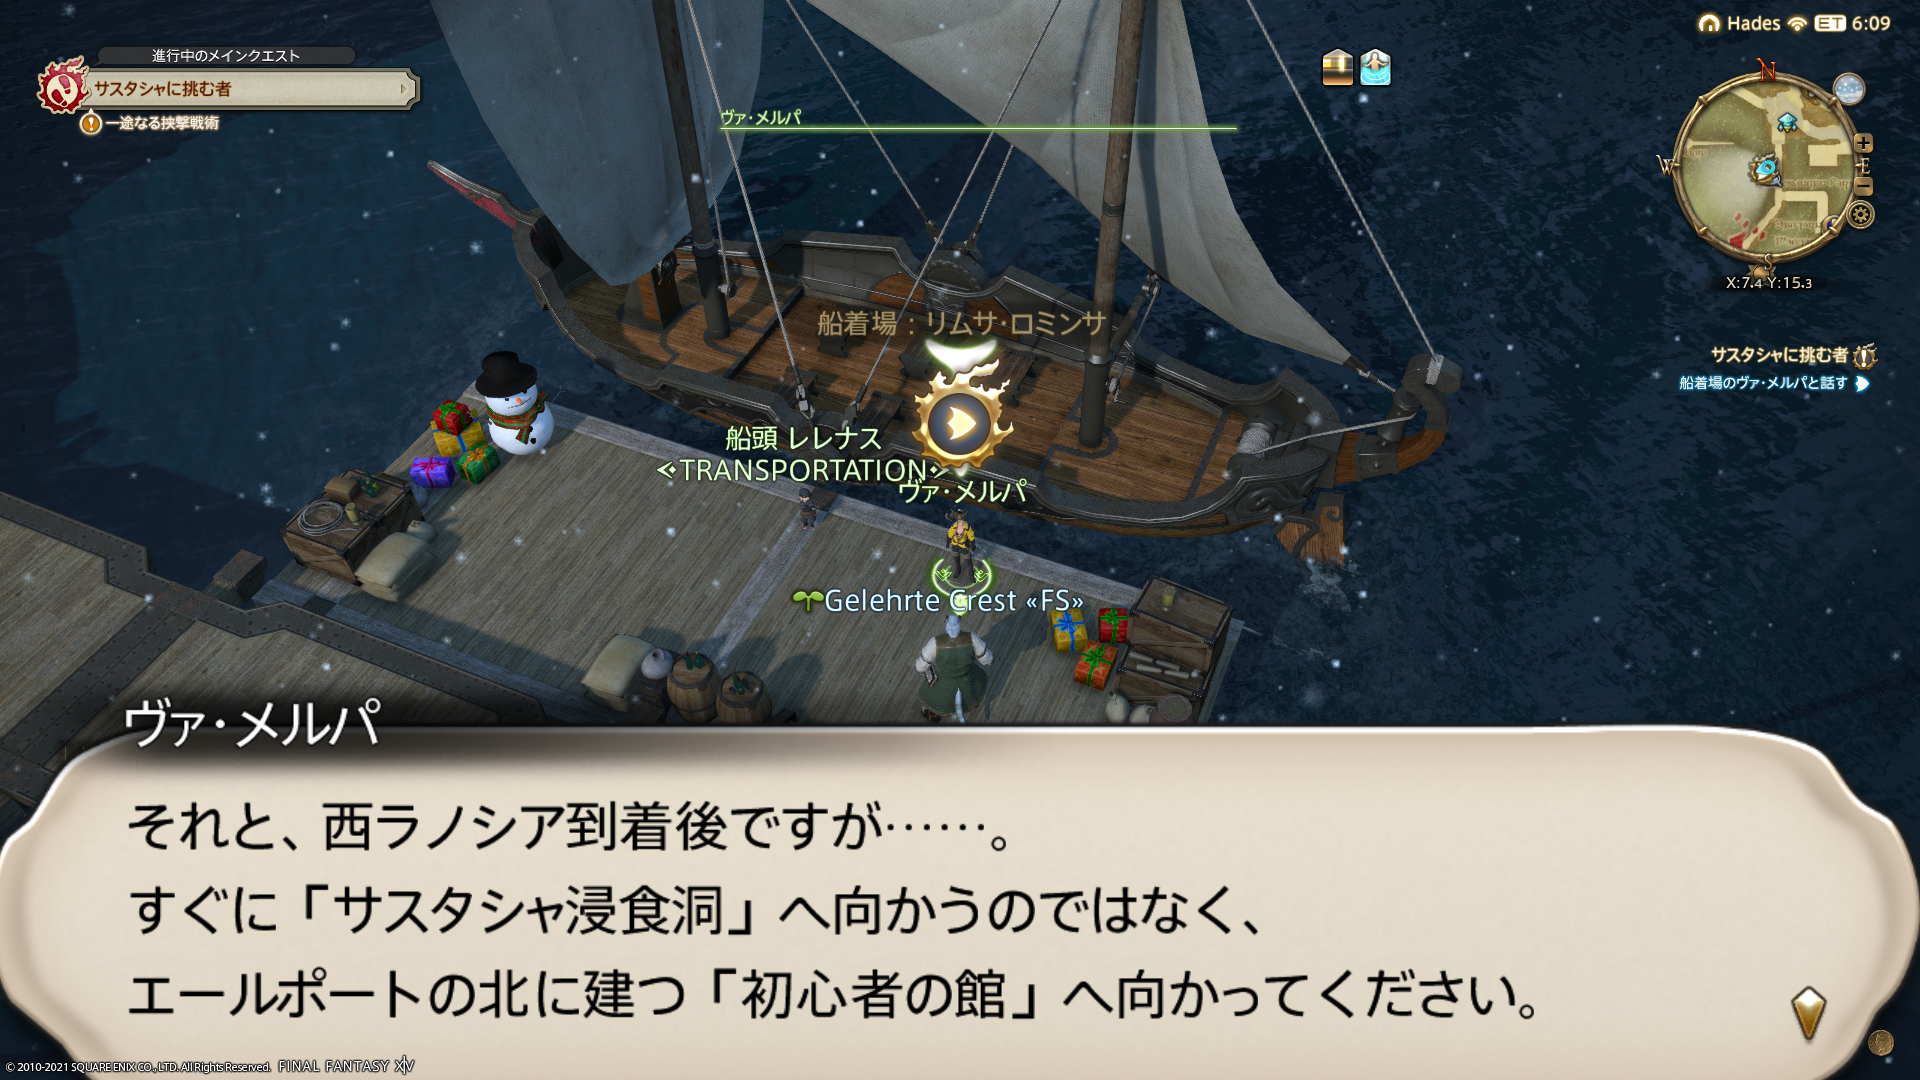 進行中のメインクエスト
サスタシャに挑む者
一途なる挟撃戦術
ヴァ・メルパ
Hades ET 6:09
N
W
E
S
X:7.4 Y:15.3
サスタシャに挑む者
船着場のヴァ・メルパと話す
船着場：リムサ・ロミンサ
船頭 レレナス
<TRANSPORTATION>
ヴァ・メルパ
Gelehrte Crest «FS»
ヴァ・メルパ
それと、西ラノシア到着後ですが……。
すぐに「サスタシャ浸食洞」へ向かうのではなく、
エールポートの北に建つ「初心者の館」へ向かってください。
© 2010-2021 SQUARE ENIX CO., LTD. All Rights Reserved. FINAL FANTASY XIV